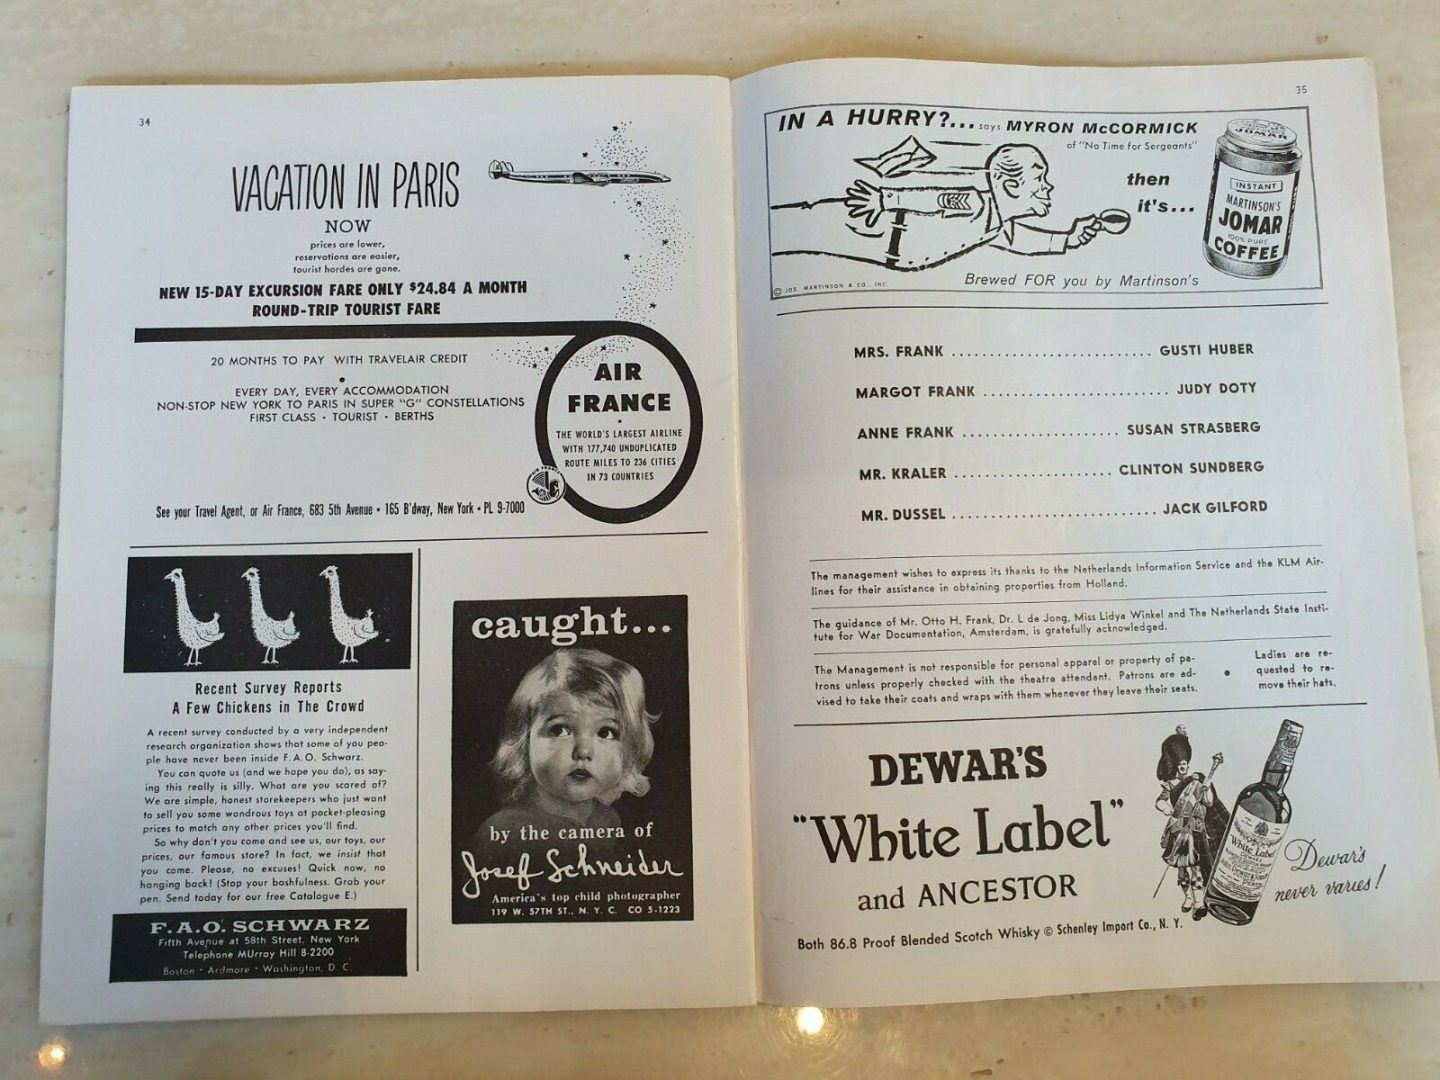 34
VACATION IN PARIS
NOW
prices are lower,
reservations are easier,
tourist hordes are gone.
NEW 15-DAY EXCURSION FARE ONLY $24.84 A MONTH
ROUND-TRIP TOURIST FARE
20 MONTHS TO PAY WITH TRAVELAIR CREDIT
•
EVERY DAY, EVERY ACCOMMODATION
NON-STOP NEW YORK TO PARIS IN SUPER "G" CONSTELLATIONS
FIRST CLASS • TOURIST • BERTHS
AIR
FRANCE
•
THE WORLD'S LARGEST AIRLINE
WITH 177,740 UNDUPLICATED
ROUTE MILES TO 236 CITIES
IN 73 COUNTRIES
AIR FRANCE
See your Travel Agent, or Air France, 683 5th Avenue • 165 B'dway, New York • PL 9-7000
Recent Survey Reports
A Few Chickens in The Crowd
A recent survey conducted by a very independent
research organization shows that some of you peo-
ple have never been inside F.A.O. Schwarz.
You can quote us (and we hope you do), as say-
ing this really is silly. What are you scared of?
We are simple, honest storekeepers who just want
to sell you some wondrous toys at pocket-pleasing
prices to match any other prices you'll find.
So why don't you come and see us, our toys, our
prices, our famous store? In fact, we insist that
you come. Please, no excuses! Quick now, no
hanging back! (Stop your bashfulness. Grab your
pen. Send today for our free Catalogue E.)
F.A.O. SCHWARZ
Fifth Avenue at 58th Street, New York
Telephone MUrray Hill 8-2200
Boston • Ardmore • Washington, D. C.
caught...
by the camera of
Josef Schneider
America's top child photographer
119 W. 57TH ST., N. Y. C. CO 5-1223
35
IN A HURRY?... says MYRON McCORMICK
of "No Time for Sergeants"
then
it's...
JOMAR
INSTANT
MARTINSON'S
JOMAR
100% PURE
COFFEE
Brewed FOR you by Martinson's
© JOS. MARTINSON & CO., INC.
MRS. FRANK ............................ GUSTI HUBER
MARGOT FRANK .......................... JUDY DOTY
ANNE FRANK ...................... SUSAN STRASBERG
MR. KRALER ...................... CLINTON SUNDBERG
MR. DUSSEL ............................ JACK GILFORD
The management wishes to express its thanks to the Netherlands Information Service and the KLM Air-
lines for their assistance in obtaining properties from Holland.
The guidance of Mr. Otto H. Frank, Dr. L de Jong, Miss Lidya Winkel and The Netherlands State Insti-
tute for War Documentation, Amsterdam, is gratefully acknowledged.
The Management is not responsible for personal apparel or property of pa-
trons unless properly checked with the theatre attendant. Patrons are ad-
vised to take their coats and wraps with them whenever they leave their seats.
•
Ladies are re-
quested to re-
move their hats.
DEWAR'S
"White Label"
and ANCESTOR
White Label
DEWAR'S
Dewar's
never varies!
Both 86.8 Proof Blended Scotch Whisky © Schenley Import Co., N. Y.